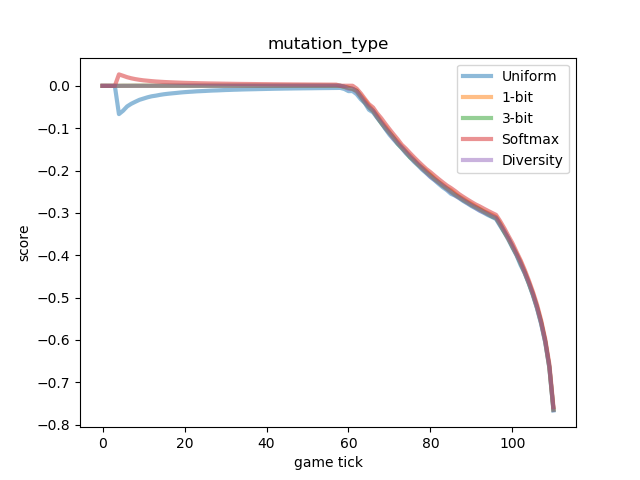 mutation_type
0.0
−0.1
−0.2
−0.3
−0.4
−0.5
−0.6
−0.7
−0.8
score
Uniform
1-bit
3-bit
Softmax
Diversity
0 20 40 60 80 100
game tick